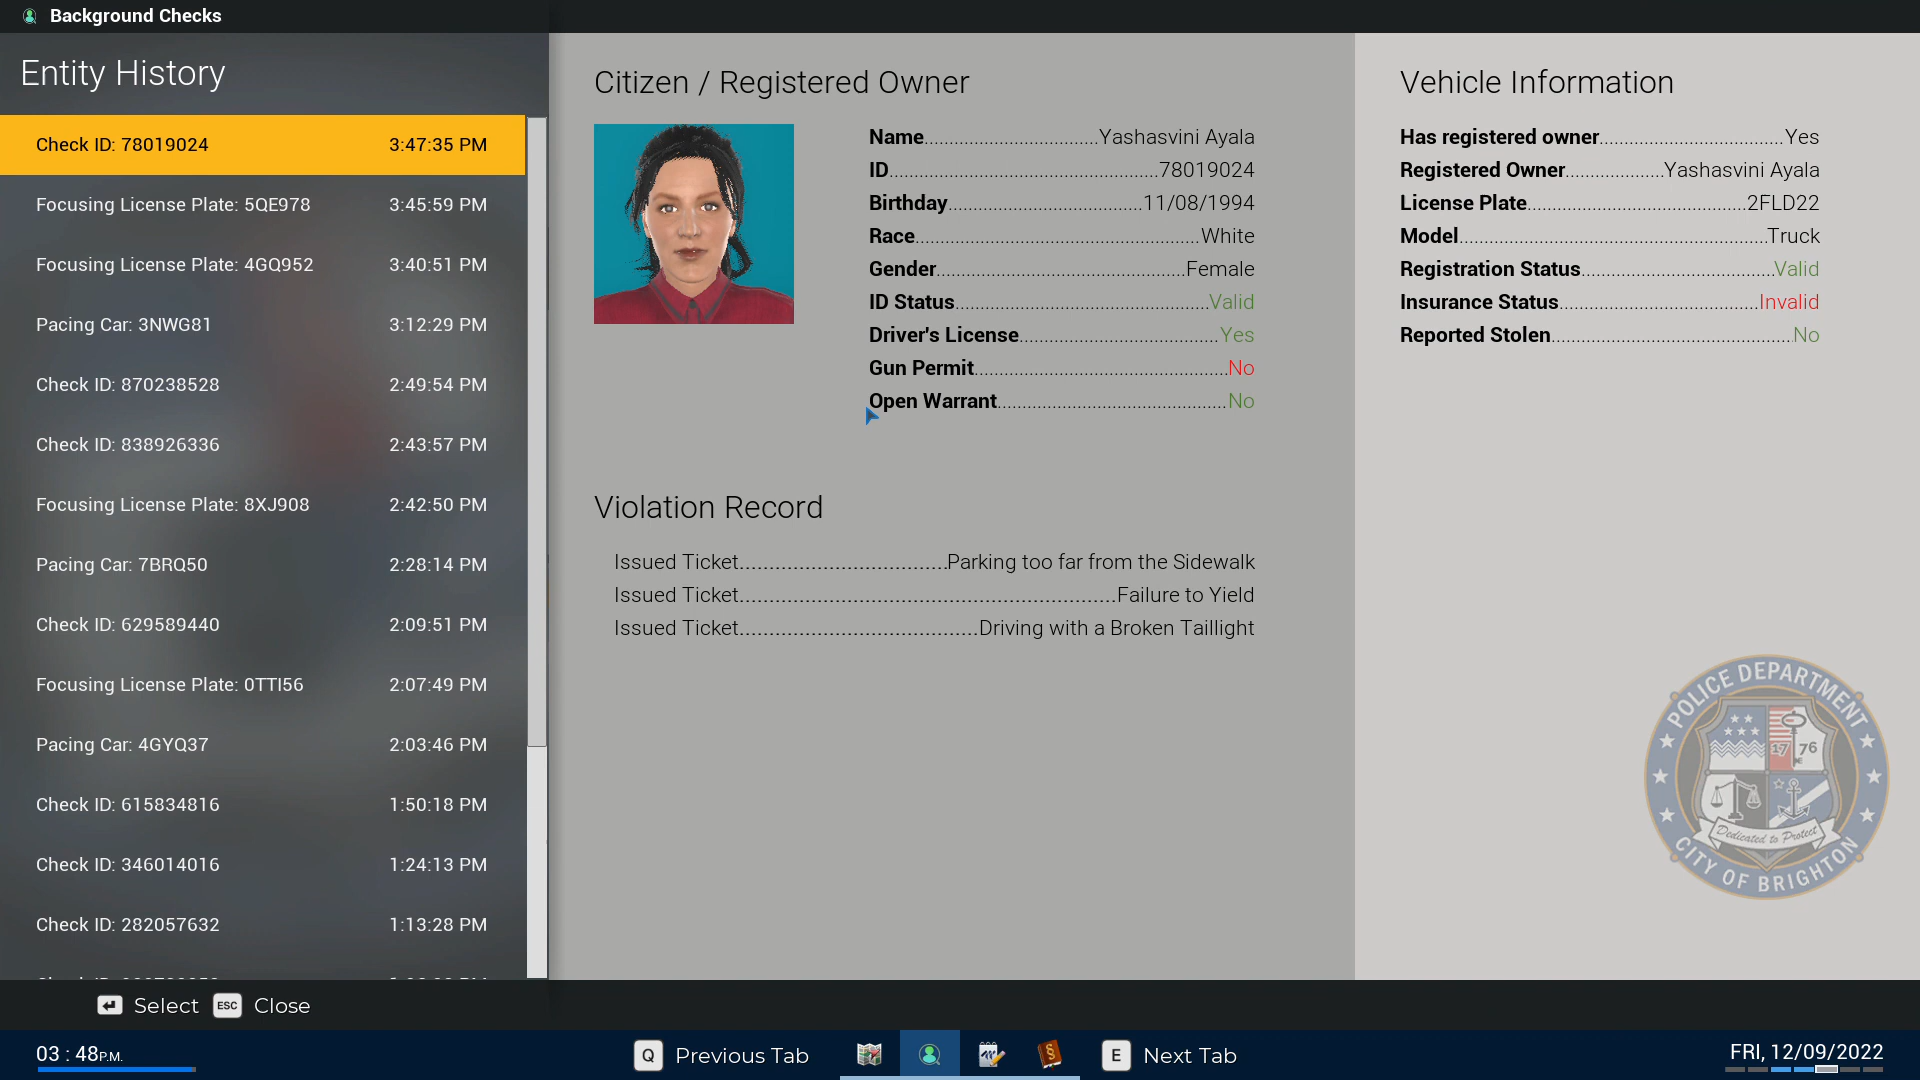 Background Checks
Entity History
Check ID: 78019024 3:47:35 PM
Focusing License Plate: 5QE978 3:45:59 PM
Focusing License Plate: 4GQ952 3:40:51 PM
Pacing Car: 3NWG81 3:12:29 PM
Check ID: 870238528 2:49:54 PM
Check ID: 838926336 2:43:57 PM
Focusing License Plate: 8XJ908 2:42:50 PM
Pacing Car: 7BRQ50 2:28:14 PM
Check ID: 629589440 2:09:51 PM
Focusing License Plate: 0TTI56 2:07:49 PM
Pacing Car: 4GYQ37 2:03:46 PM
Check ID: 615834816 1:50:18 PM
Check ID: 346014016 1:24:13 PM
Check ID: 282057632 1:13:28 PM
Citizen / Registered Owner
Name Yashasvini Ayala
ID 78019024
Birthday 11/08/1994
Race White
Gender Female
ID Status Valid
Driver's License Yes
Gun Permit No
Open Warrant No
Violation Record
Issued Ticket Parking too far from the Sidewalk
Issued Ticket Failure to Yield
Issued Ticket Driving with a Broken Taillight
Vehicle Information
Has registered owner Yes
Registered Owner Yashasvini Ayala
License Plate 2FLD22
Model Truck
Registration Status Valid
Insurance Status Invalid
Reported Stolen No
POLICE DEPARTMENT
17 76
Dedicated to Protect
CITY OF BRIGHTON
Select ESC Close
03 : 48 P.M.
Q Previous Tab
E Next Tab
FRI, 12/09/2022